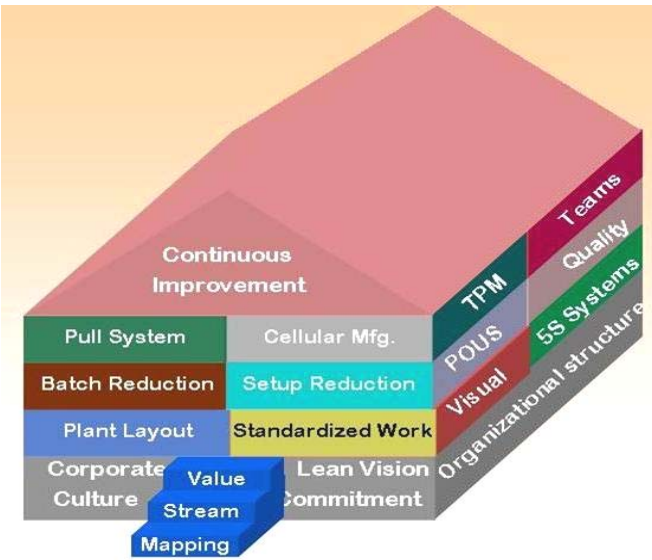 Continuous
Improvement
Pull System
Cellular Mfg.
Batch Reduction
Setup Reduction
Plant Layout
Standardized Work
Corporate
Culture
Lean Vision
Commitment
Value
Stream
Mapping
TPM
Teams
POUS
Quality
Visual
5S Systems
Organizational structure